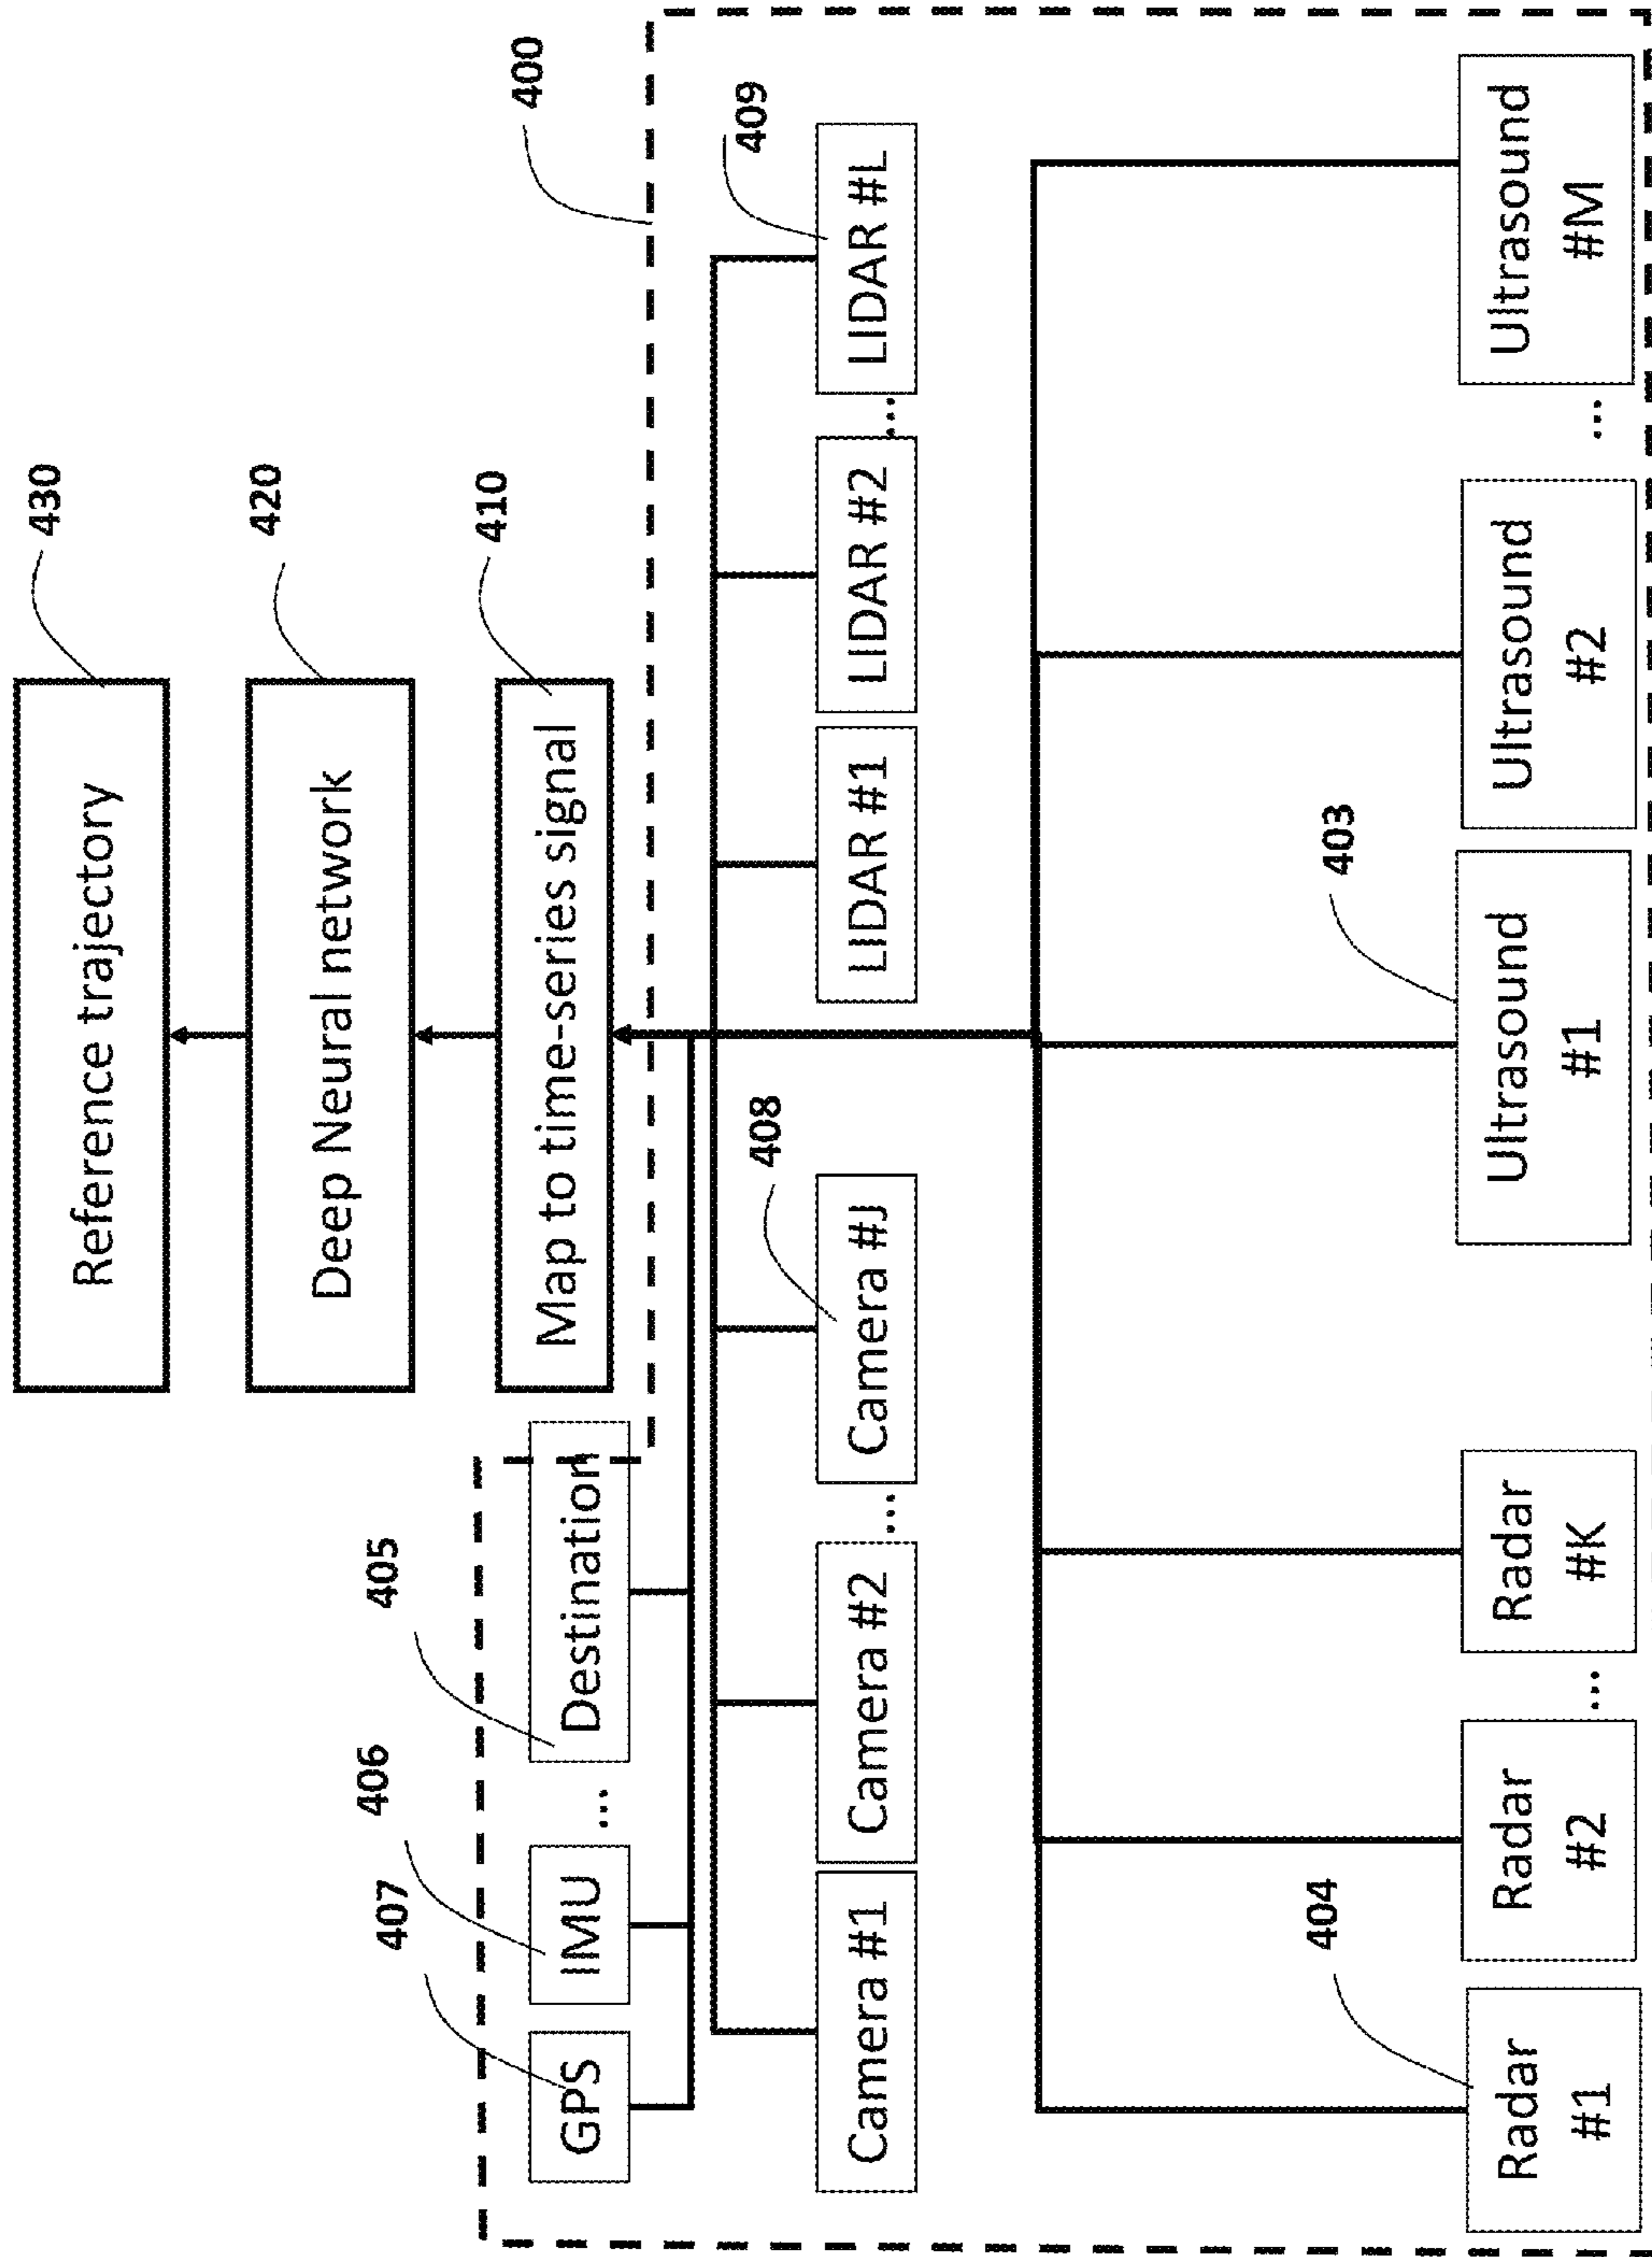 430
Reference trajectory
420
Deep Neural network
410
Map to time-series signal
400
405
406
407
GPS
IMU
...
Destination
408
409
Camera #1
Camera #2
...
Camera #J
LIDAR #1
LIDAR #2
...
LIDAR #L
404
403
Radar
#1
Radar
#2
...
Radar
#K
Ultrasound
#1
Ultrasound
#2
...
Ultrasound
#M